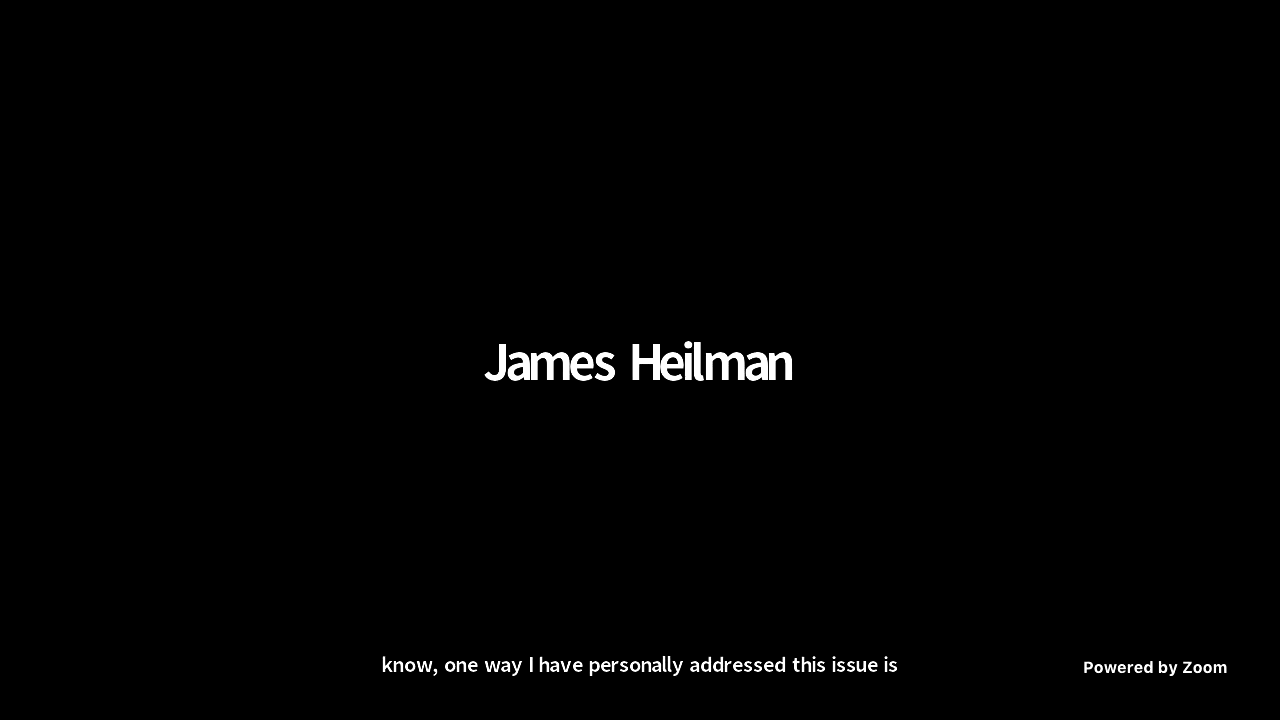 James Heilman
know, one way I have personally addressed this issue is
Powered by Zoom